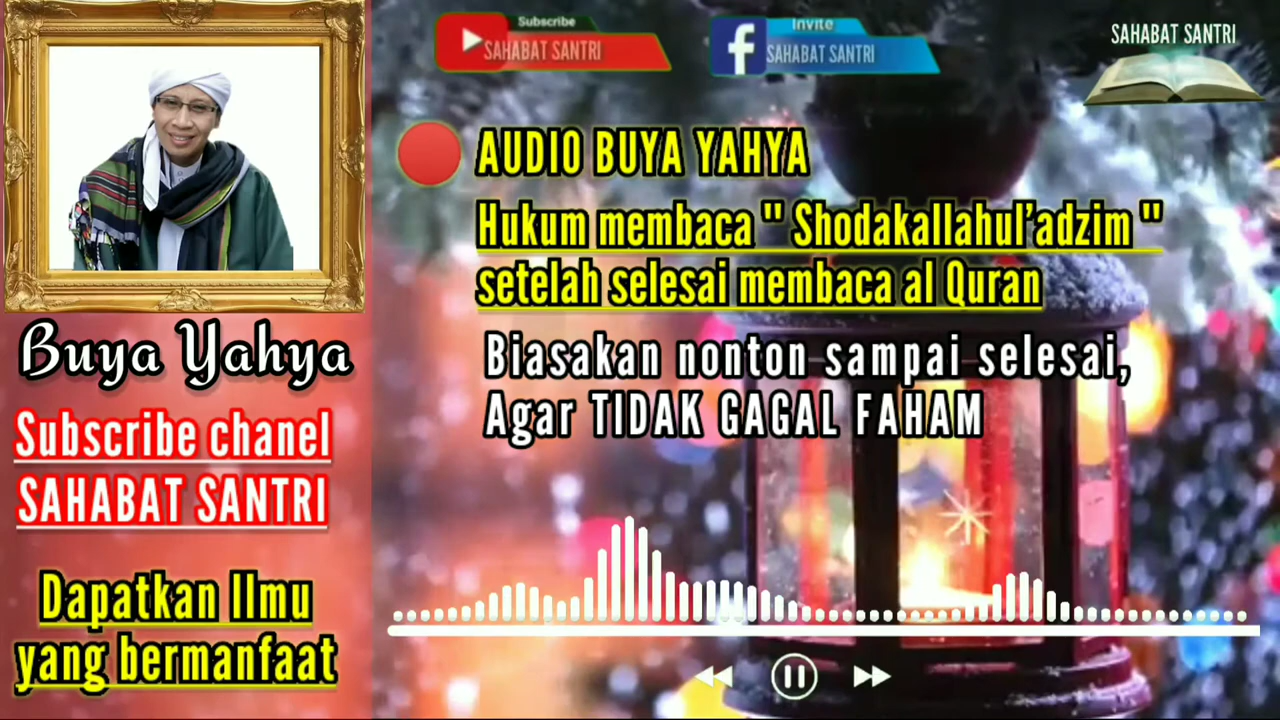 Subscribe
SAHABAT SANTRI
Invite
SAHABAT SANTRI
SAHABAT SANTRI
AUDIO BUYA YAHYA
Hukum membaca " Shodakallahul'adzim "
setelah selesai membaca al Quran
Biasakan nonton sampai selesai,
Agar TIDAK GAGAL FAHAM
Buya Yahya
Subscribe chanel
SAHABAT SANTRI
Dapatkan Ilmu
yang bermanfaat